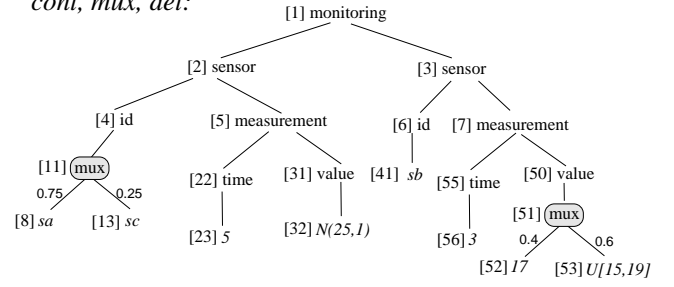 cont, mux, det:
[1] monitoring
[2] sensor
[3] sensor
[4] id
[5] measurement
[6] id
[7] measurement
[11] mux
[22] time
[31] value
[41] sb
[55] time
[50] value
0.75
0.25
[51] mux
[8] sa
[13] sc
[23] 5
[32] N(25,1)
[56] 3
0.4
0.6
[52] 17
[53] U[15,19]